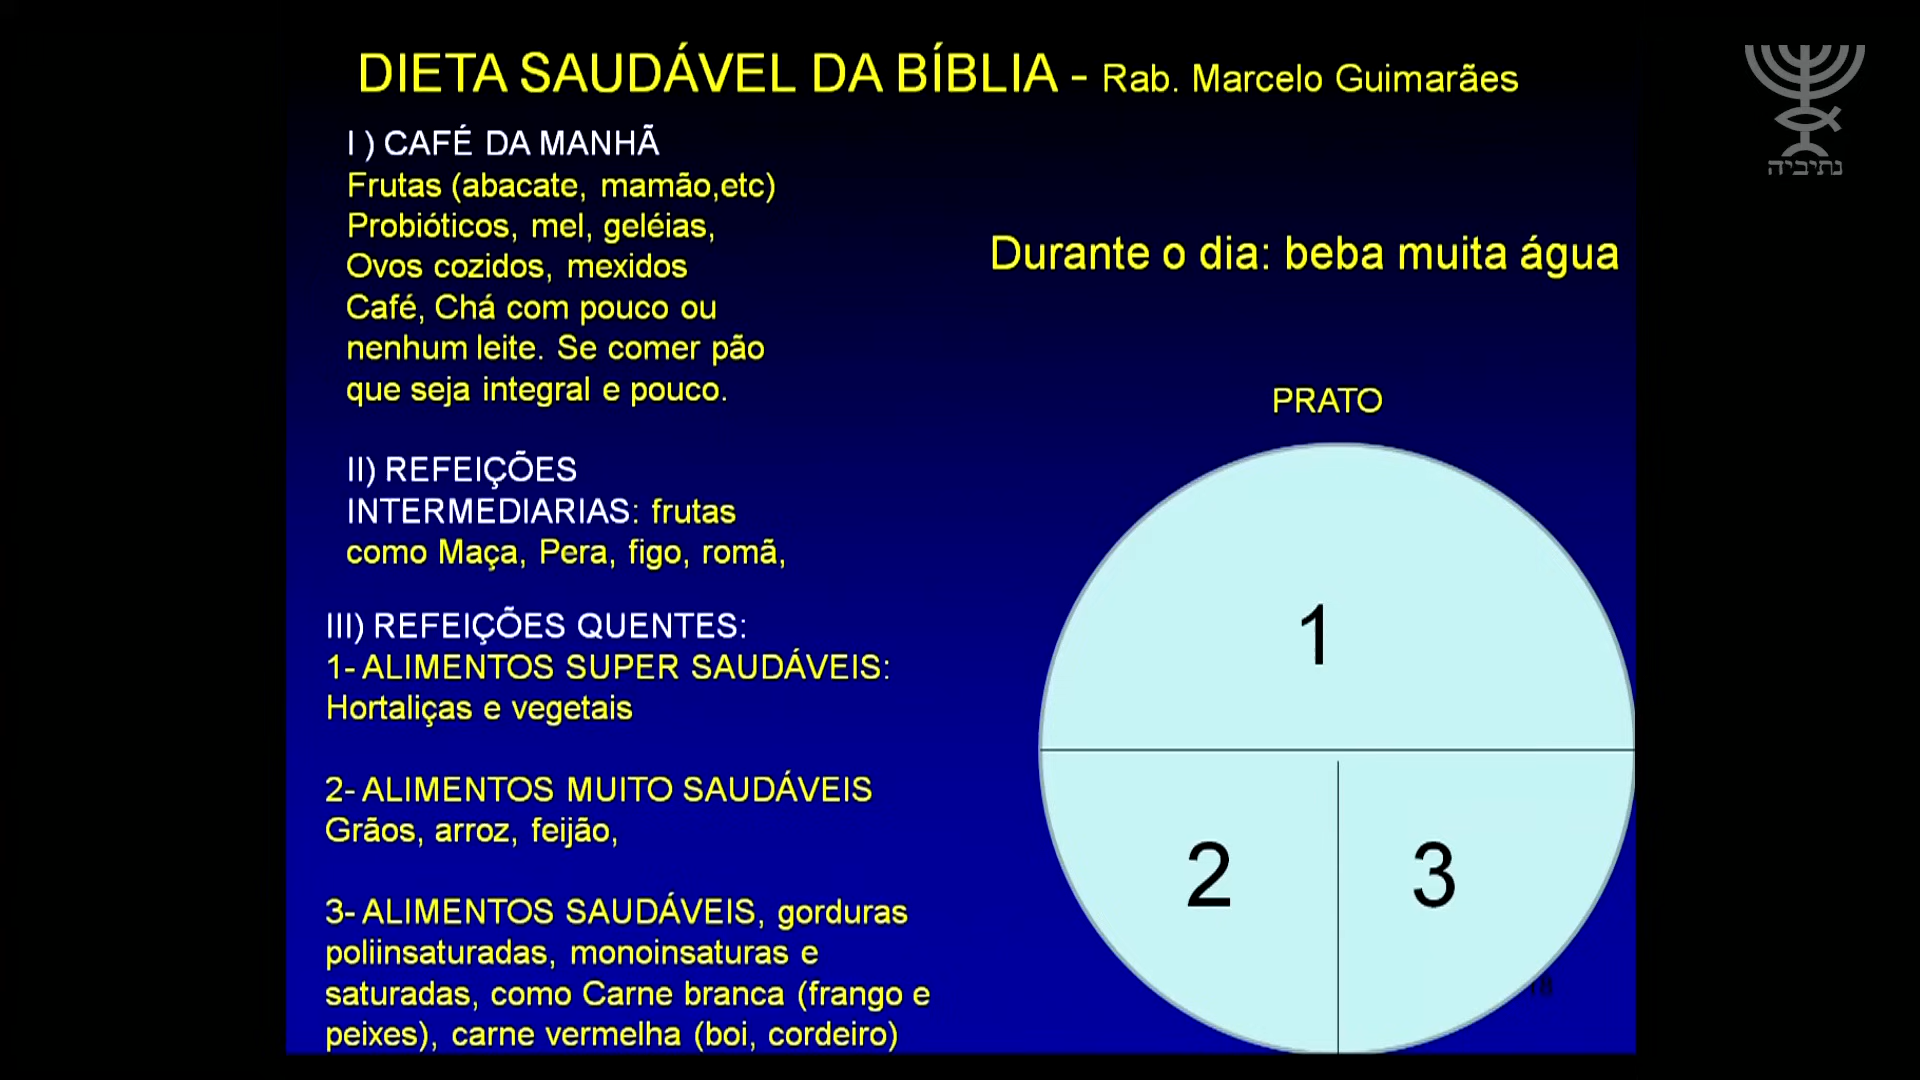 DIETA SAUDÁVEL DA BÍBLIA - Rab. Marcelo Guimarães
נתיביה
I ) CAFÉ DA MANHÃ
Frutas (abacate, mamão,etc)
Probióticos, mel, geléias,
Ovos cozidos, mexidos
Café, Chá com pouco ou
nenhum leite. Se comer pão
que seja integral e pouco.
Durante o dia: beba muita água
II) REFEIÇÕES
INTERMEDIARIAS: frutas
como Maça, Pera, figo, romã,
III) REFEIÇÕES QUENTES:
1- ALIMENTOS SUPER SAUDÁVEIS:
Hortaliças e vegetais
2- ALIMENTOS MUITO SAUDÁVEIS
Grãos, arroz, feijão,
3- ALIMENTOS SAUDÁVEIS, gorduras
poliinsaturadas, monoinsaturas e
saturadas, como Carne branca (frango e
peixes), carne vermelha (boi, cordeiro)
PRATO
1
2
3
18